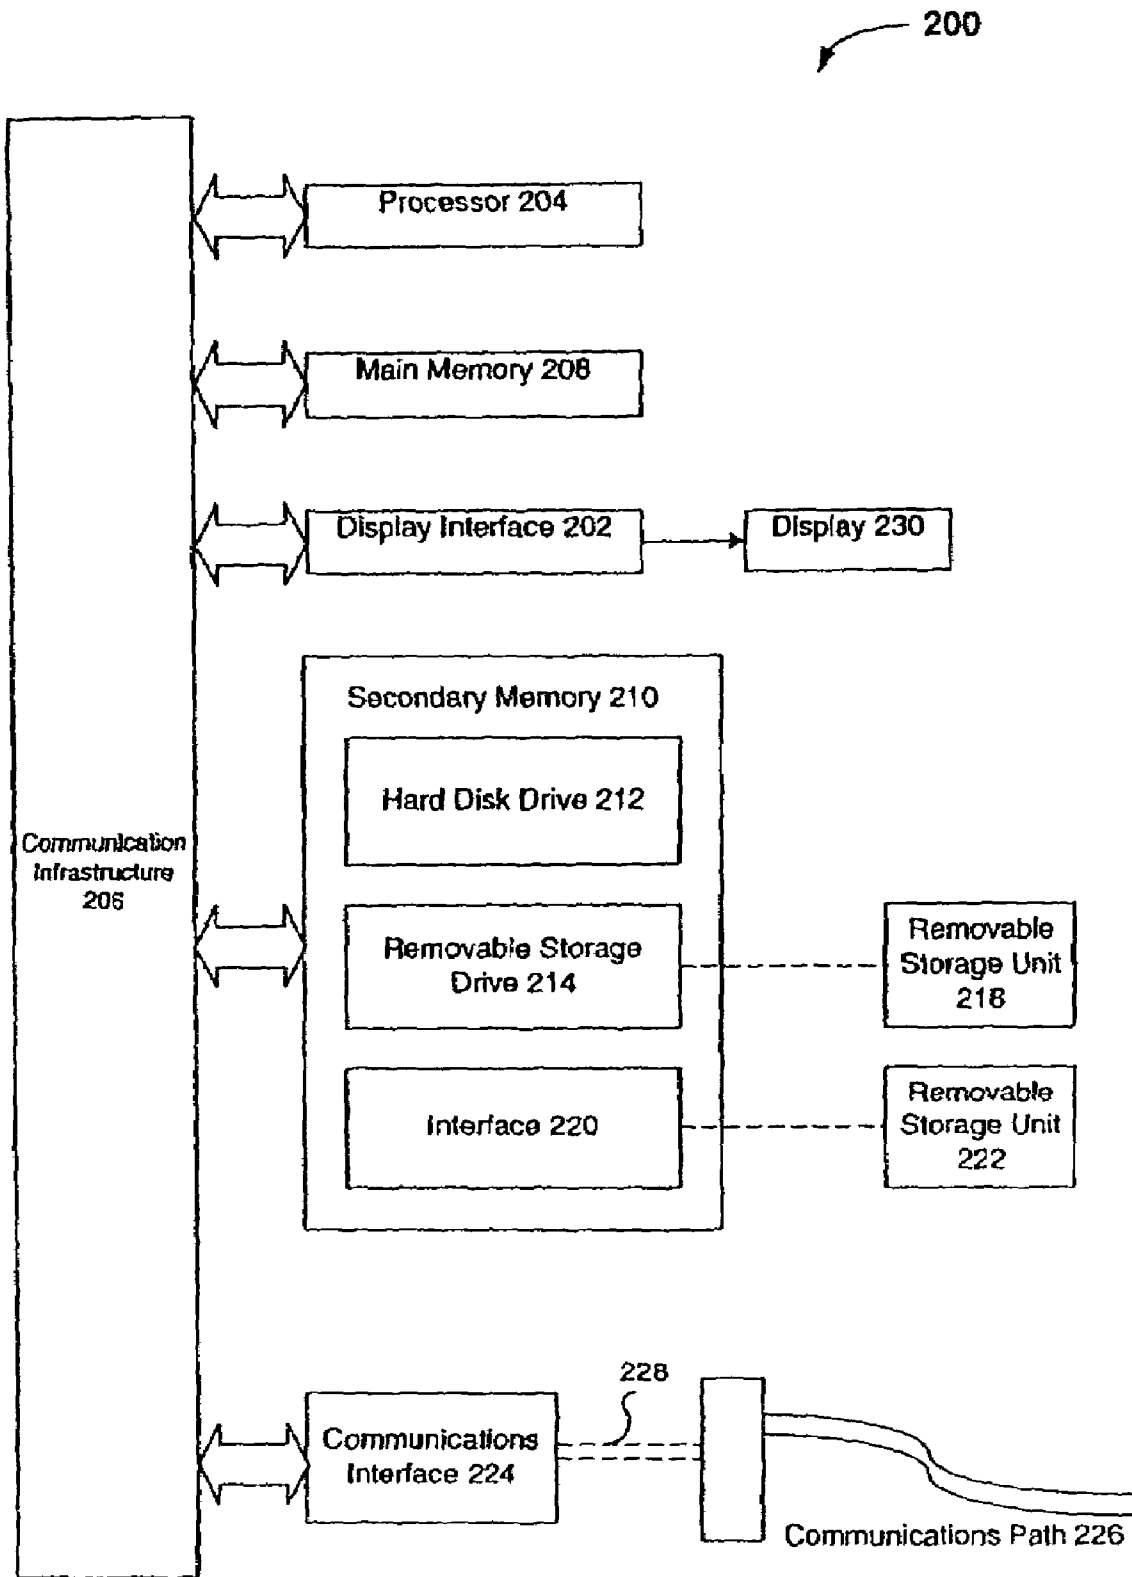 200
Processor 204
Main Memory 208
Display Interface 202
Display 230
Secondary Memory 210
Hard Disk Drive 212
Communication
Infrastructure
206
Removable Storage
Drive 214
Removable
Storage Unit
218
Interface 220
Removable
Storage Unit
222
228
Communications
Interface 224
Communications Path 226